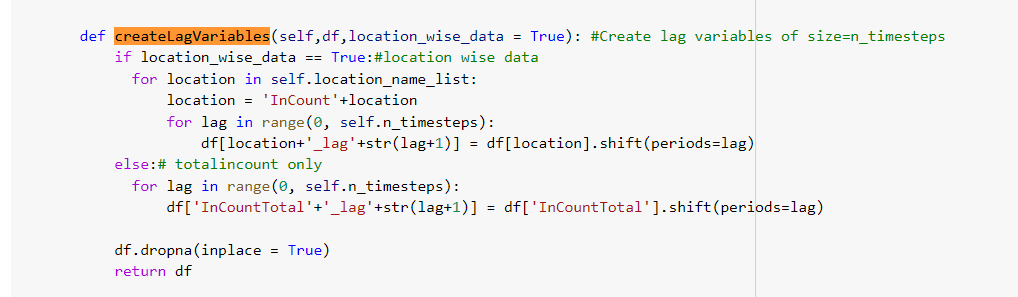 def createLagVariables(self,df,location_wise_data = True): #Create lag variables of size=n_timesteps
if location_wise_data == True:#location wise data
for location in self.location_name_list:
location = 'InCount'+location
for lag in range(0, self.n_timesteps):
df[location+'_lag'+str(lag+1)] = df[location].shift(periods=lag)
else:# totalincount only
for lag in range(0, self.n_timesteps):
df['InCountTotal'+'_lag'+str(lag+1)] = df['InCountTotal'].shift(periods=lag)
df.dropna(inplace = True)
return df